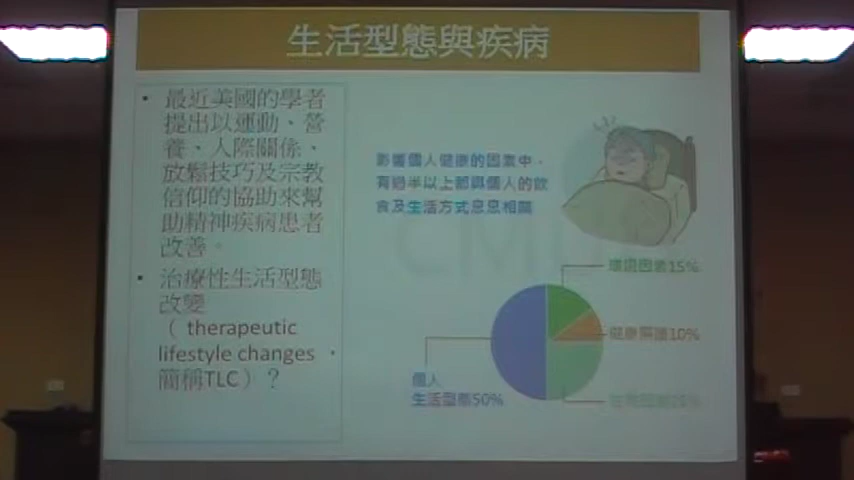 生活型態與疾病
• 最近美國的學者
提出以運動、營
養、人際關係、
放鬆技巧及宗教
信仰的協助來幫
助精神疾病患者
改善。
• 治療性生活型態
改變
（ therapeutic
lifestyle changes ，
簡稱TLC ）？
影響個人健康的因素中，
有過半以上都與個人的飲
食及生活方式息息相關
環境因素15%
健康照護10%
個人
生活型態50%